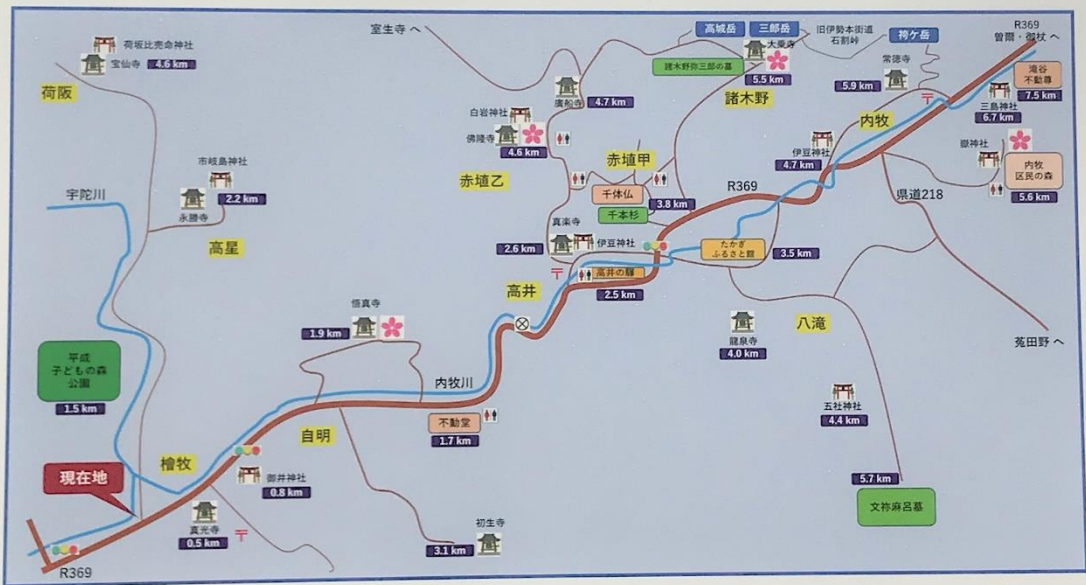 室生寺へ
高城岳
三郎岳
旧伊勢本街道
石割峠
袴ケ岳
R369
曽爾・御杖へ
荷坂比売命神社
宝仙寺
4.6 km
荷阪
諸木野弥三郎の墓
大乗寺
5.5 km
諸木野
常徳寺
5.9 km
滝谷
不動尊
7.5 km
三島神社
6.7 km
廣船寺
4.7 km
白岩神社
佛隆寺
4.6 km
赤埴乙
赤埴甲
内牧
伊豆神社
4.7 km
嶽神社
内牧
区民の森
5.6 km
市岐島神社
2.2 km
永勝寺
高星
宇陀川
千体仏
3.8 km
千本杉
R369
県道218
真楽寺
2.6 km
伊豆神社
たかぎ
ふるさと館
3.5 km
高井の驛
2.5 km
高井
悟真寺
1.9 km
龍泉寺
4.0 km
八滝
菟田野へ
平成
子どもの森
公園
1.5 km
内牧川
不動堂
1.7 km
自明
五社神社
4.4 km
檜牧
現在地
御井神社
0.8 km
真光寺
0.5 km
初生寺
3.1 km
5.7 km
文祢麻呂墓
R369